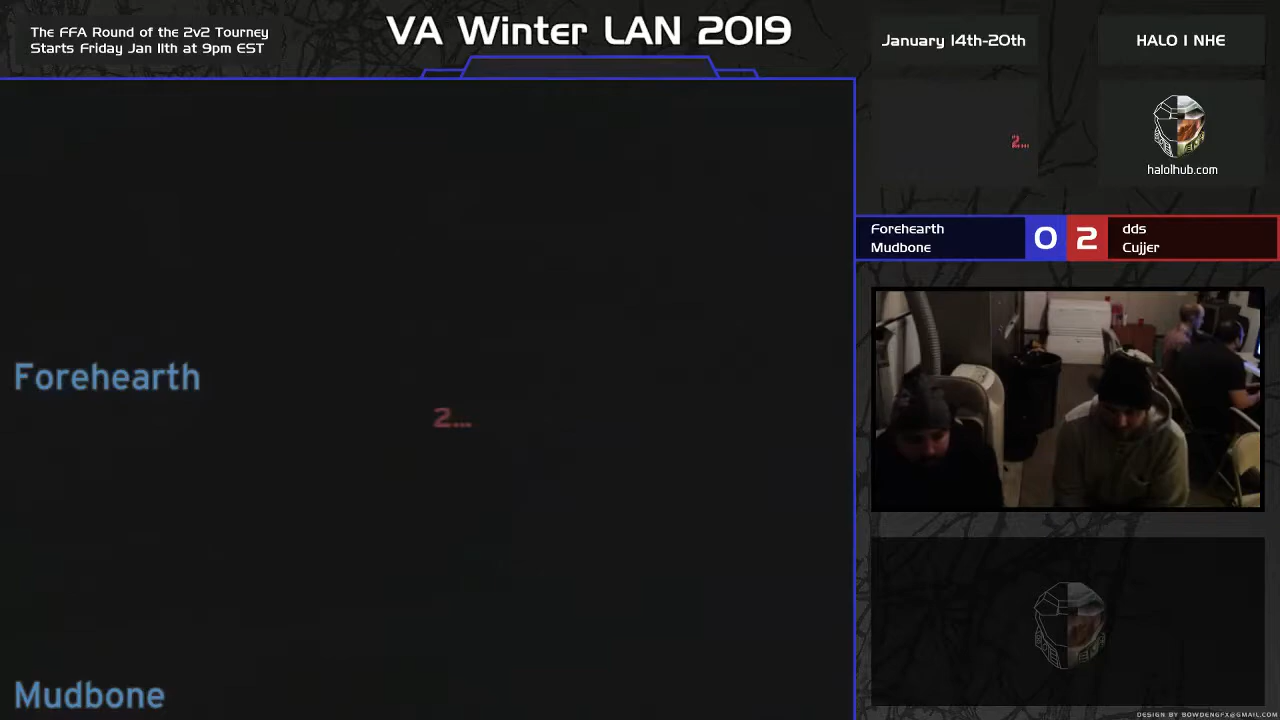 The FFA Round of the 2v2 Tourney
Starts Friday Jan 11th at 9pm EST
VA Winter LAN 2019
January 14th-20th
HALO 1 NHE
2...
halo1hub.com
Forehearth
Mudbone
0
2
dds
Cujjer
Forehearth
2...
Mudbone
DESIGN BY BOWDENGFX@GMAIL.COM